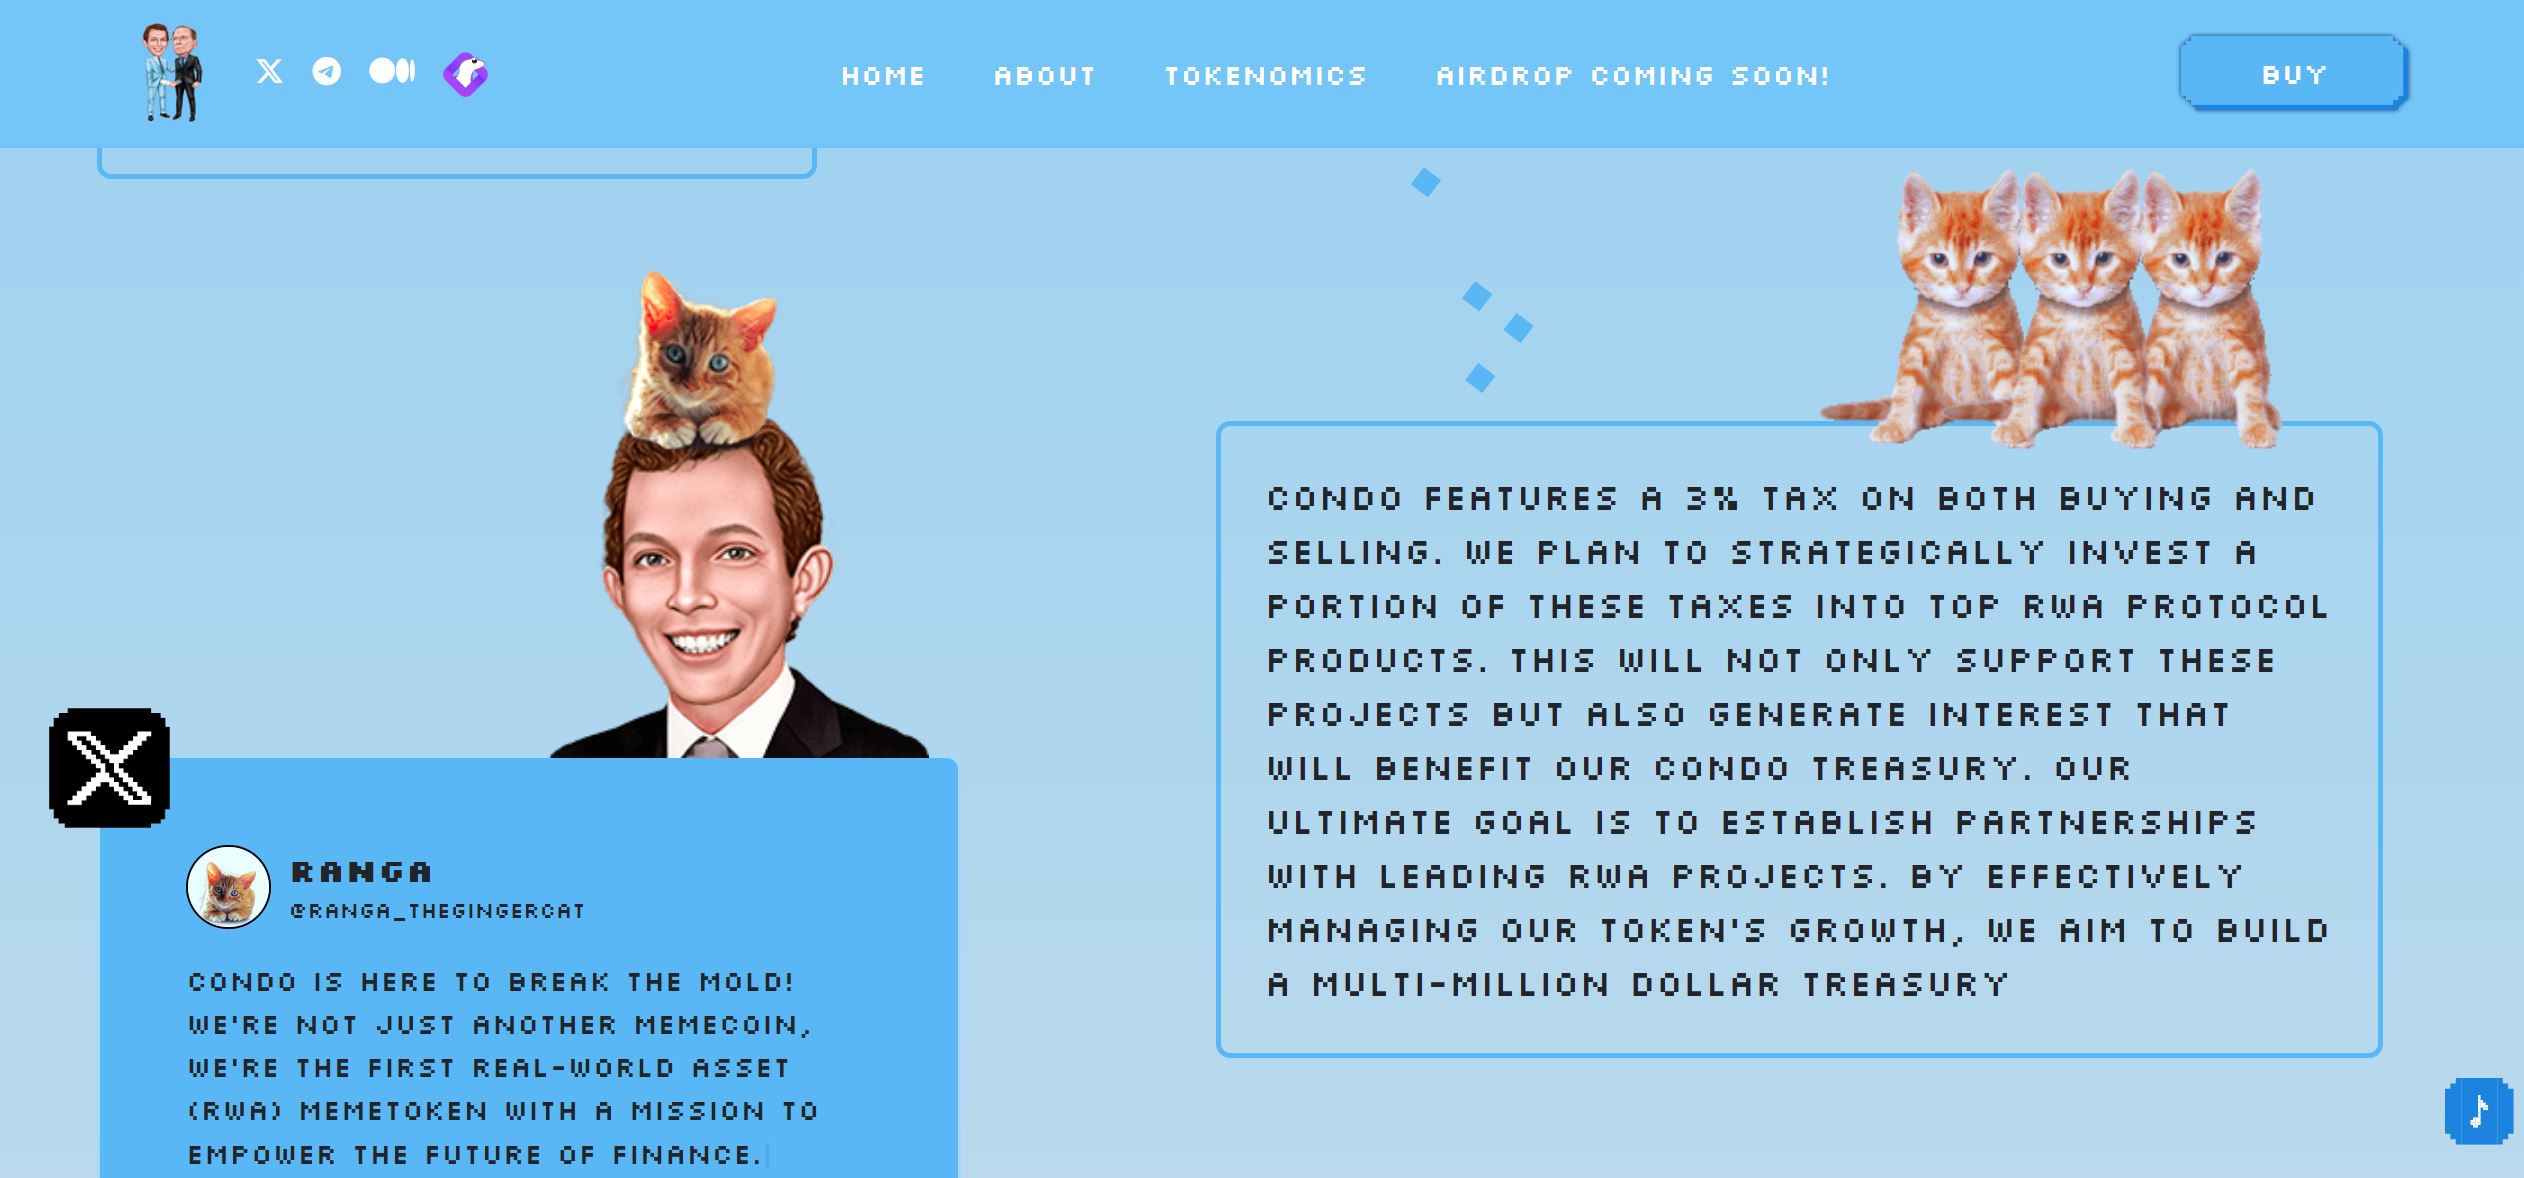 HOME
ABOUT
TOKENOMICS
AIRDROP COMING SOON!
BUY
RANGA
@RANGA_THEGINGERCAT
CONDO IS HERE TO BREAK THE MOLD!
WE'RE NOT JUST ANOTHER MEMECOIN,
WE'RE THE FIRST REAL-WORLD ASSET
(RWA) MEMETOKEN WITH A MISSION TO
EMPOWER THE FUTURE OF FINANCE.
CONDO FEATURES A 3% TAX ON BOTH BUYING AND
SELLING. WE PLAN TO STRATEGICALLY INVEST A
PORTION OF THESE TAXES INTO TOP RWA PROTOCOL
PRODUCTS. THIS WILL NOT ONLY SUPPORT THESE
PROJECTS BUT ALSO GENERATE INTEREST THAT
WILL BENEFIT OUR CONDO TREASURY. OUR
ULTIMATE GOAL IS TO ESTABLISH PARTNERSHIPS
WITH LEADING RWA PROJECTS. BY EFFECTIVELY
MANAGING OUR TOKEN'S GROWTH, WE AIM TO BUILD
A MULTI-MILLION DOLLAR TREASURY